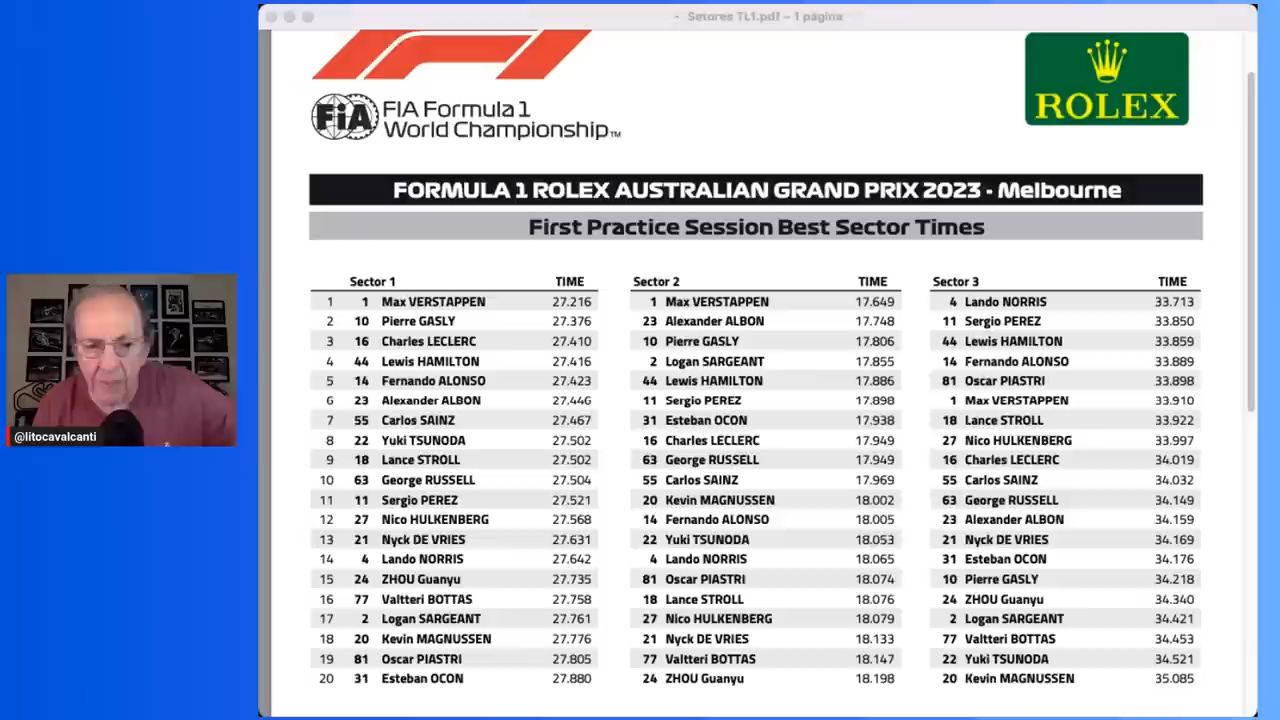 Setores TL1.pdf – 1 página
FIA
FIA Formula 1
World Championship™
ROLEX
FORMULA 1 ROLEX AUSTRALIAN GRAND PRIX 2023 - Melbourne
First Practice Session Best Sector Times
Sector 1 TIME Sector 2 TIME Sector 3 TIME
1 1 Max VERSTAPPEN 27.216 1 Max VERSTAPPEN 17.649 4 Lando NORRIS 33.713
2 10 Pierre GASLY 27.376 23 Alexander ALBON 17.748 11 Sergio PEREZ 33.850
3 16 Charles LECLERC 27.410 10 Pierre GASLY 17.806 44 Lewis HAMILTON 33.859
4 44 Lewis HAMILTON 27.416 2 Logan SARGEANT 17.855 14 Fernando ALONSO 33.889
5 14 Fernando ALONSO 27.423 44 Lewis HAMILTON 17.886 81 Oscar PIASTRI 33.898
6 23 Alexander ALBON 27.446 11 Sergio PEREZ 17.898 1 Max VERSTAPPEN 33.910
7 55 Carlos SAINZ 27.467 31 Esteban OCON 17.938 18 Lance STROLL 33.922
8 22 Yuki TSUNODA 27.502 16 Charles LECLERC 17.949 27 Nico HULKENBERG 33.997
9 18 Lance STROLL 27.502 63 George RUSSELL 17.949 16 Charles LECLERC 34.019
10 63 George RUSSELL 27.504 55 Carlos SAINZ 17.969 55 Carlos SAINZ 34.032
11 11 Sergio PEREZ 27.521 20 Kevin MAGNUSSEN 18.002 63 George RUSSELL 34.149
12 27 Nico HULKENBERG 27.568 14 Fernando ALONSO 18.005 23 Alexander ALBON 34.159
13 21 Nyck DE VRIES 27.631 22 Yuki TSUNODA 18.053 21 Nyck DE VRIES 34.169
14 4 Lando NORRIS 27.642 4 Lando NORRIS 18.065 31 Esteban OCON 34.176
15 24 ZHOU Guanyu 27.735 81 Oscar PIASTRI 18.074 10 Pierre GASLY 34.218
16 77 Valtteri BOTTAS 27.758 18 Lance STROLL 18.076 24 ZHOU Guanyu 34.340
17 2 Logan SARGEANT 27.761 27 Nico HULKENBERG 18.079 2 Logan SARGEANT 34.421
18 20 Kevin MAGNUSSEN 27.776 21 Nyck DE VRIES 18.133 77 Valtteri BOTTAS 34.453
19 81 Oscar PIASTRI 27.805 77 Valtteri BOTTAS 18.147 22 Yuki TSUNODA 34.521
20 31 Esteban OCON 27.880 24 ZHOU Guanyu 18.198 20 Kevin MAGNUSSEN 35.085
@litocavalcanti